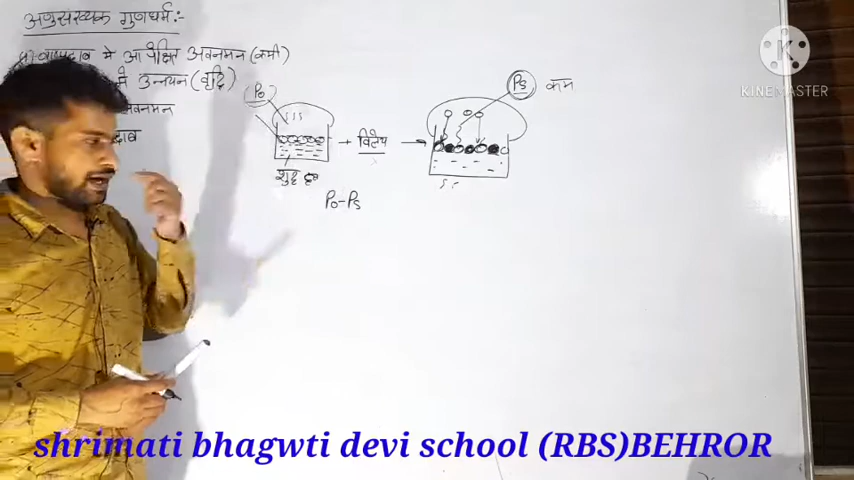 अणुसंख्यक गुणधर्म:-
वाष्पदाब मे आपेक्षित अवनमन (कमी)
में उन्नयन (वृद्धि)
अवनमन
दाब
P₀
Ps कम
→ विलेय →
शुद्ध
P₀-Ps
KINEMASTER
shrimati bhagwti devi school (RBS)BEHROR